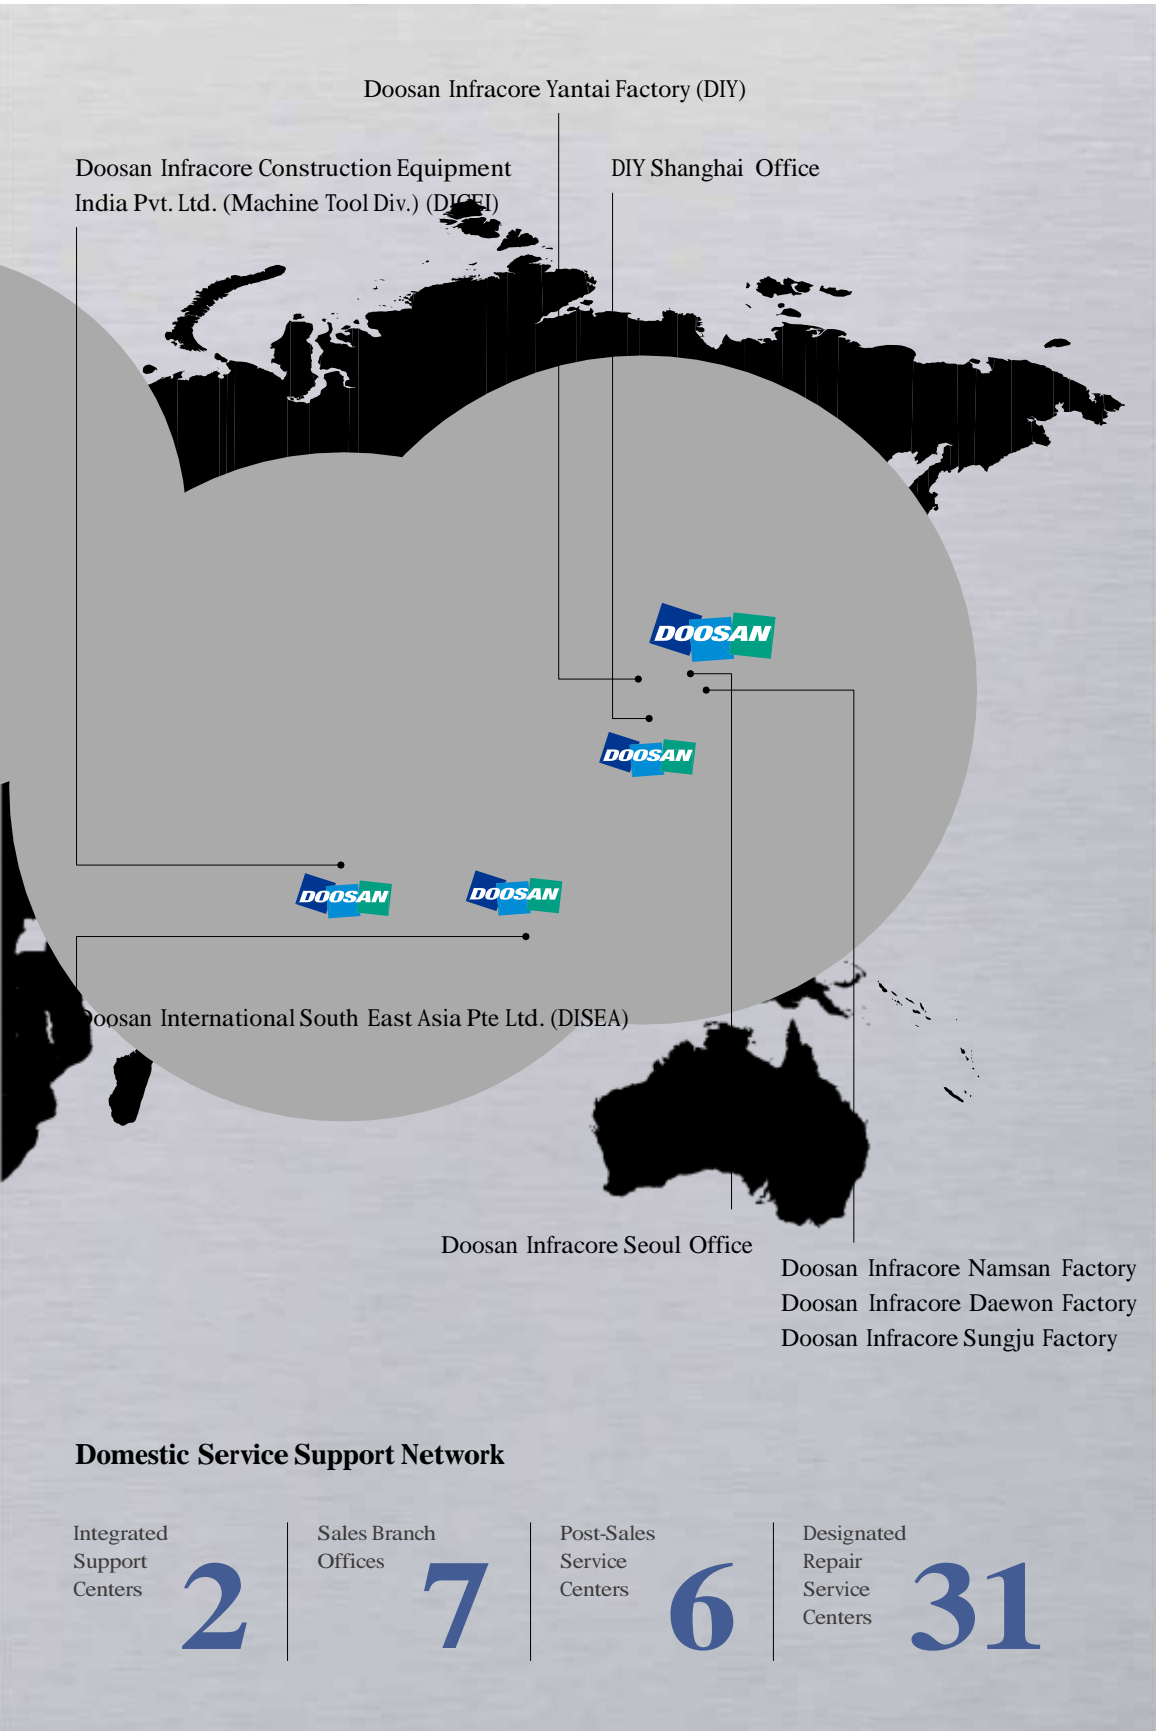 Doosan Infracore Yantai Factory (DIY)
Doosan Infracore Construction Equipment
India Pvt. Ltd. (Machine Tool Div.) (DICEI)
DIY Shanghai Office
DOOSAN
DOOSAN
DOOSAN
DOOSAN
Doosan International South East Asia Pte Ltd. (DISEA)
Doosan Infracore Seoul Office
Doosan Infracore Namsan Factory
Doosan Infracore Daewon Factory
Doosan Infracore Sungju Factory
Domestic Service Support Network
Integrated
Support
Centers
2
Sales Branch
Offices
7
Post-Sales
Service
Centers
6
Designated
Repair
Service
Centers
31